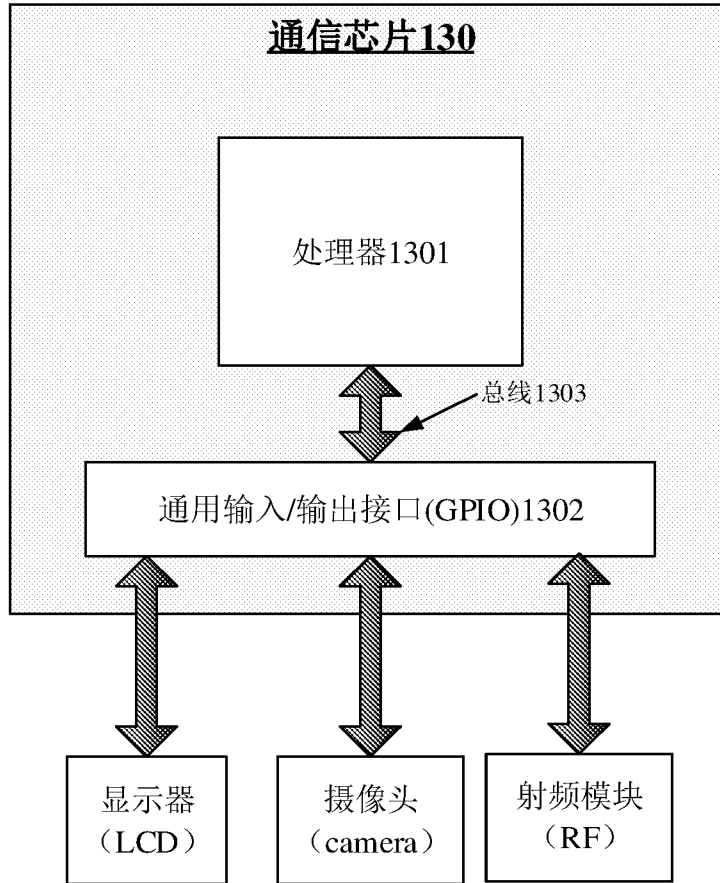 通信芯片130
处理器1301
总线1303
通用输入/输出接口(GPIO)1302
显示器
（LCD）
摄像头
（camera）
射频模块
（RF）